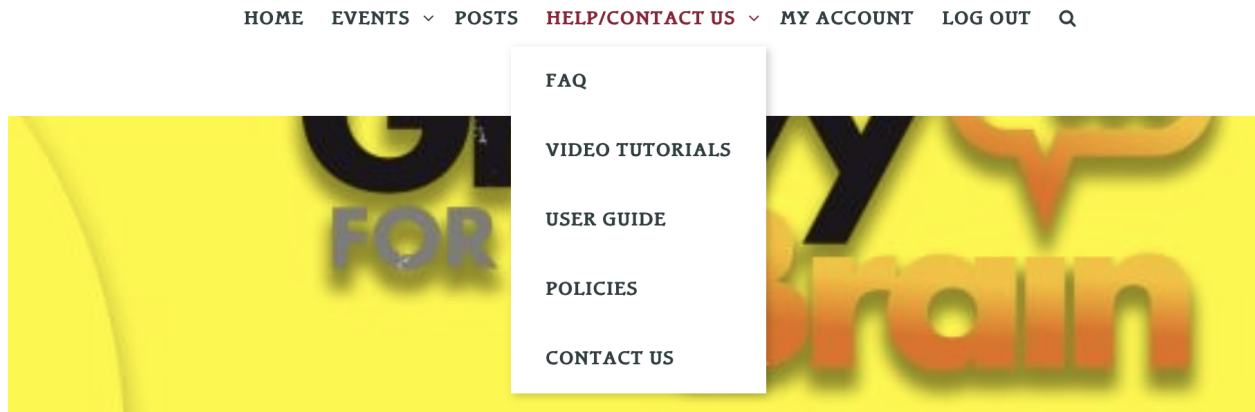 HOME EVENTS POSTS HELP/CONTACT US MY ACCOUNT LOG OUT
FAQ
VIDEO TUTORIALS
USER GUIDE
POLICIES
CONTACT US
FOR
Brain